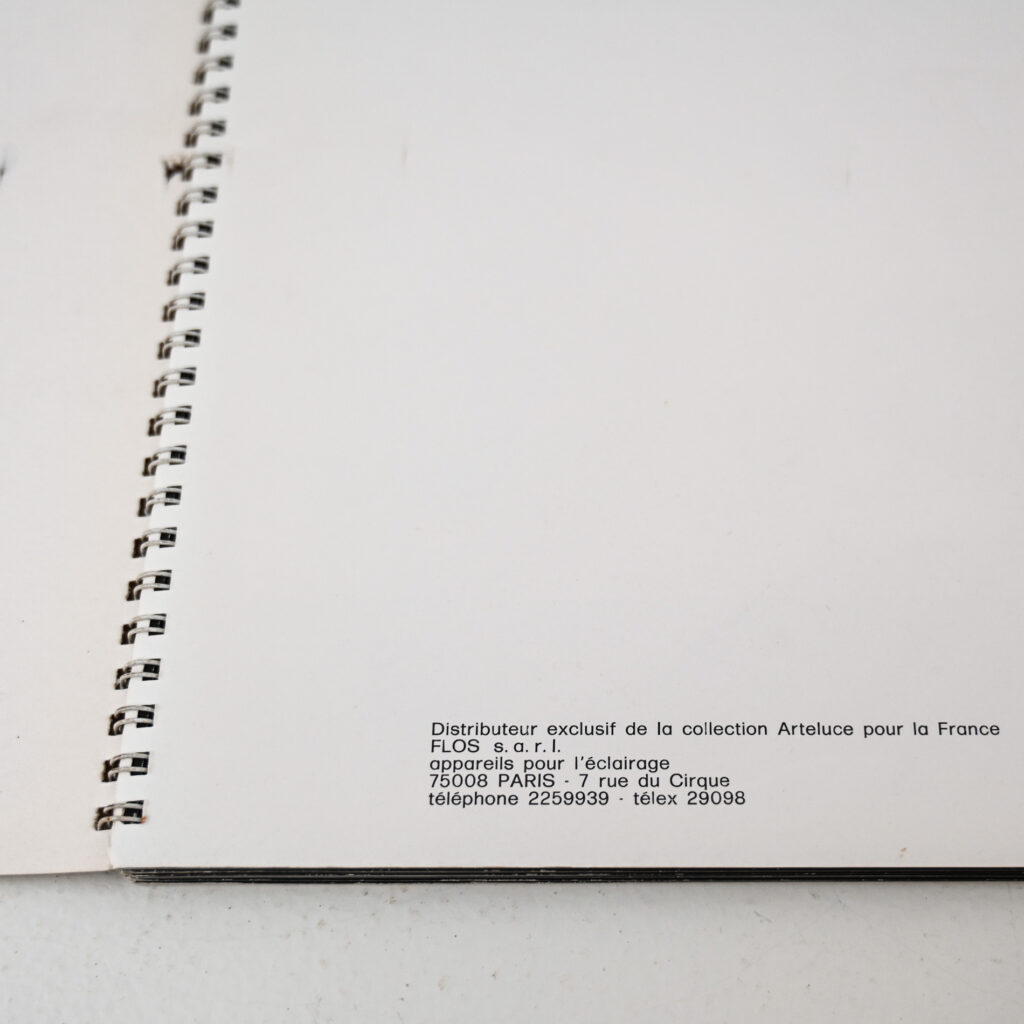 Distributeur exclusif de la collection Arteluce pour la France
FLOS s.a.r.l.
appareils pour l'éclairage
75008 PARIS - 7 rue du Cirque
téléphone 2259939 - télex 29098